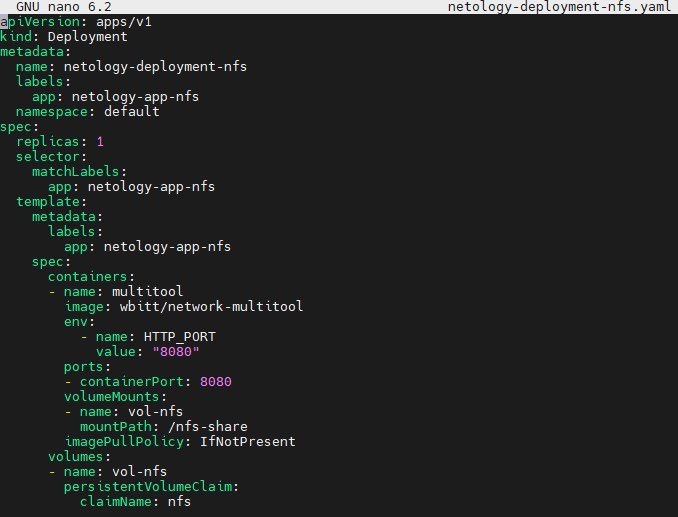 GNU nano 6.2 netology-deployment-nfs.yaml
apiVersion: apps/v1
kind: Deployment
metadata:
  name: netology-deployment-nfs
  labels:
    app: netology-app-nfs
  namespace: default
spec:
  replicas: 1
  selector:
    matchLabels:
      app: netology-app-nfs
  template:
    metadata:
      labels:
        app: netology-app-nfs
    spec:
      containers:
      - name: multitool
        image: wbitt/network-multitool
        env:
          - name: HTTP_PORT
            value: "8080"
        ports:
        - containerPort: 8080
        volumeMounts:
        - name: vol-nfs
          mountPath: /nfs-share
        imagePullPolicy: IfNotPresent
      volumes:
      - name: vol-nfs
        persistentVolumeClaim:
          claimName: nfs